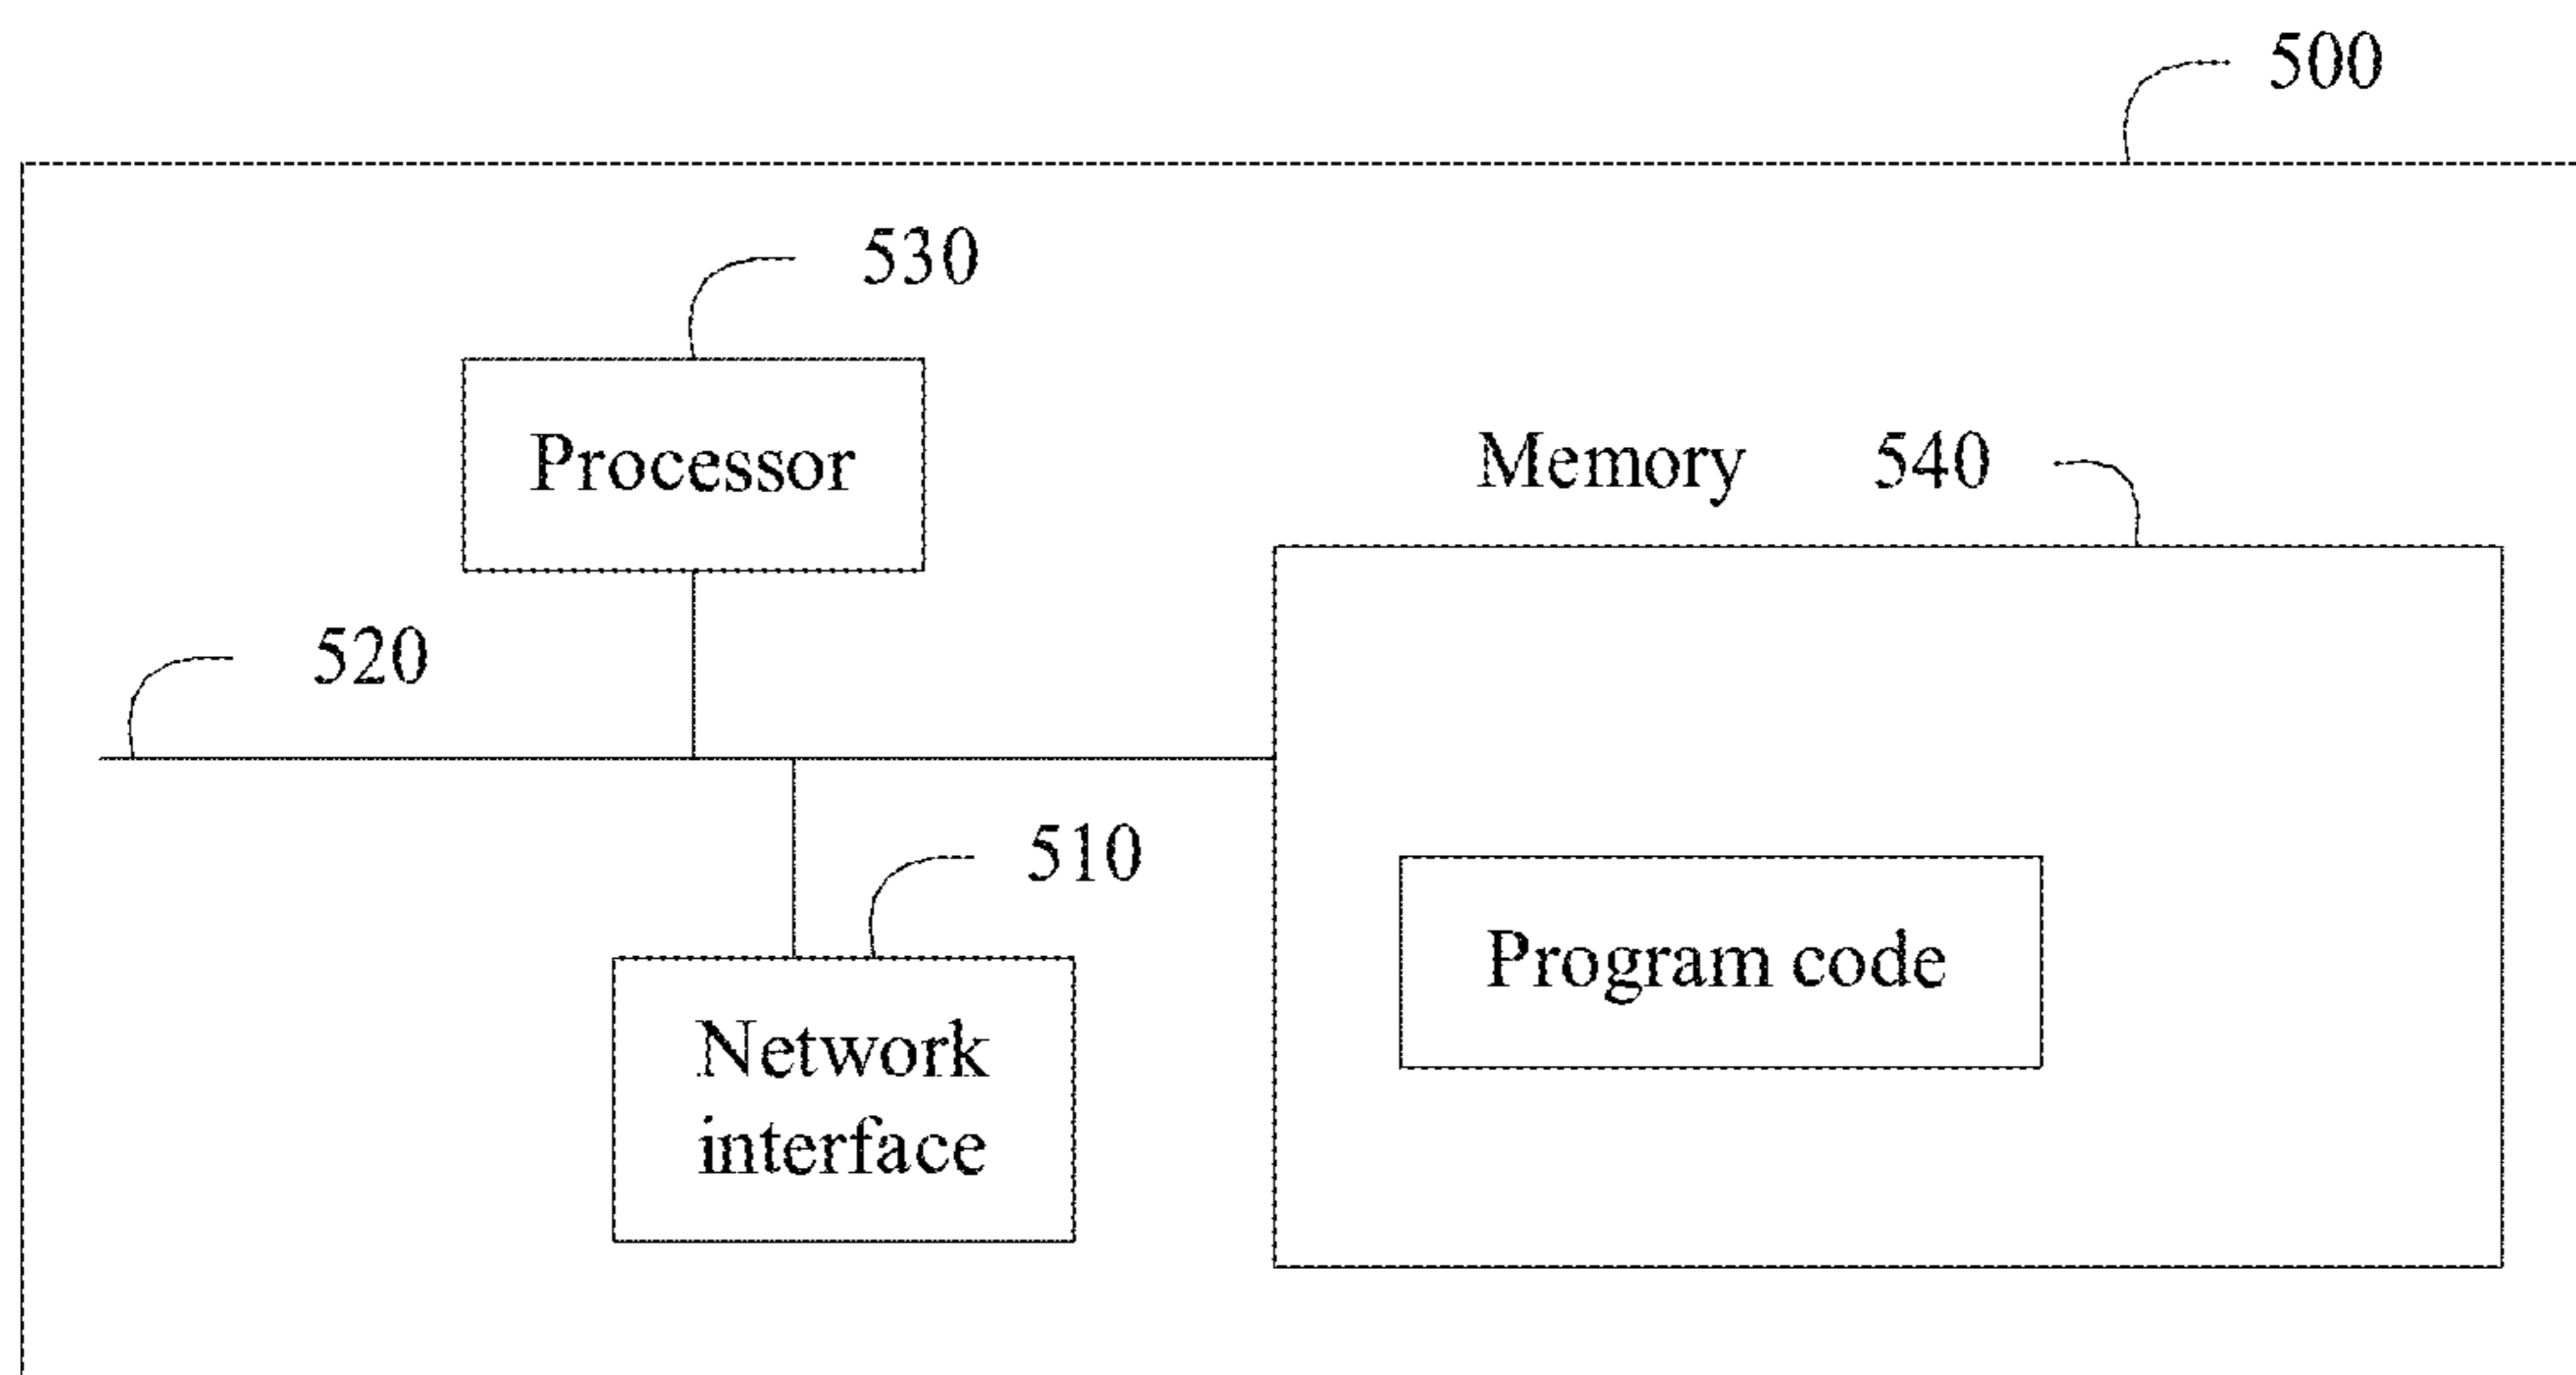 500
530
Processor
Memory 540
520
510
Program code
Network
interface